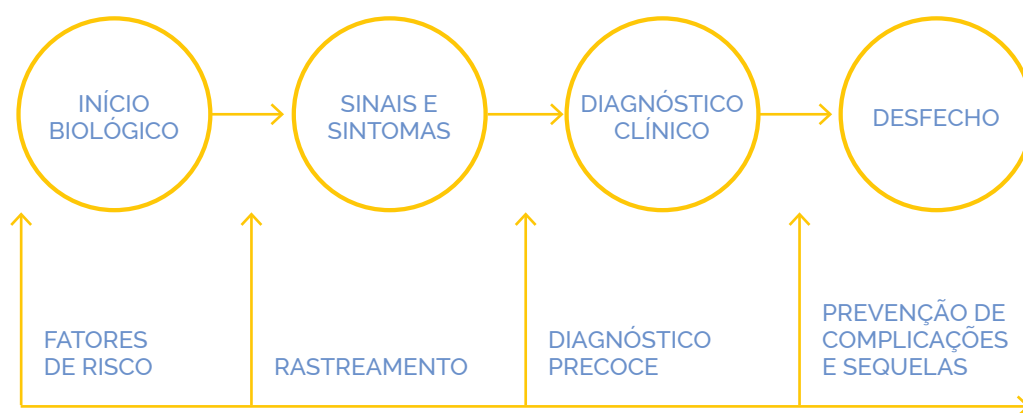 INÍCIO
BIOLÓGICO
SINAIS E
SINTOMAS
DIAGNÓSTICO
CLÍNICO
DESFECHO
FATORES
DE RISCO
RASTREAMENTO
DIAGNÓSTICO
PRECOCE
PREVENÇÃO DE
COMPLICAÇÕES
E SEQUELAS